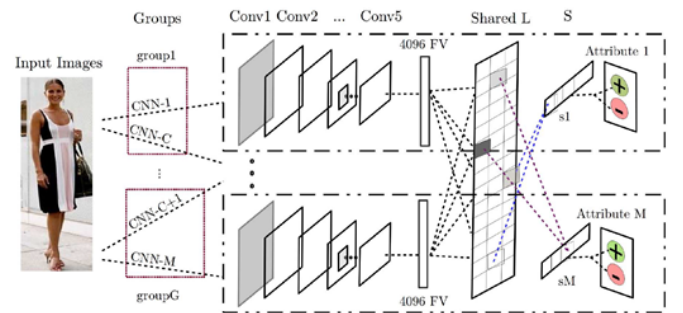 Groups
Conv1 Conv2 ... Conv5
Shared L
S
Input Images
group1
4096 FV
Attribute 1
CNN-1
CNN-C
s1
CNN-C+1
CNN-M
Attribute M
groupG
4096 FV
sM